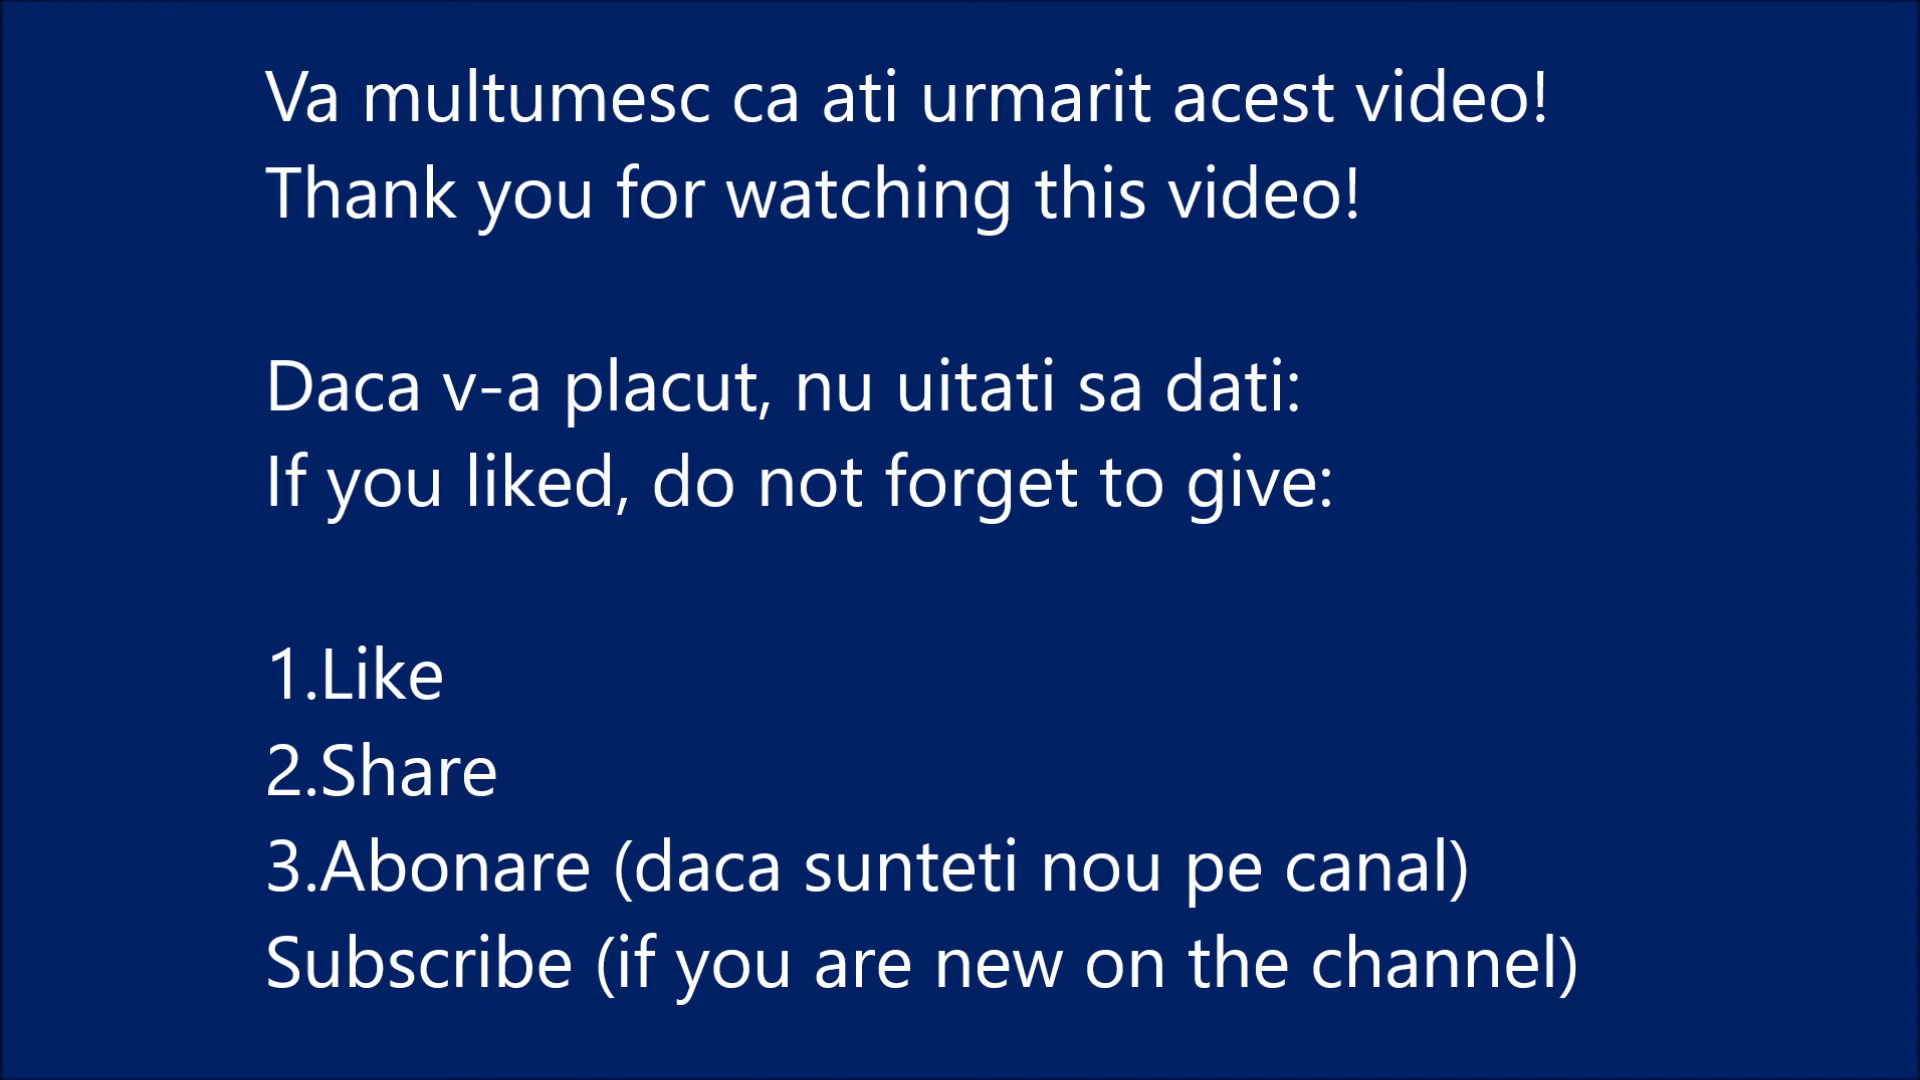 Va multumesc ca ati urmarit acest video!
Thank you for watching this video!
Daca v-a placut, nu uitati sa dati:
If you liked, do not forget to give:
1.Like
2.Share
3.Abonare (daca sunteti nou pe canal)
Subscribe (if you are new on the channel)